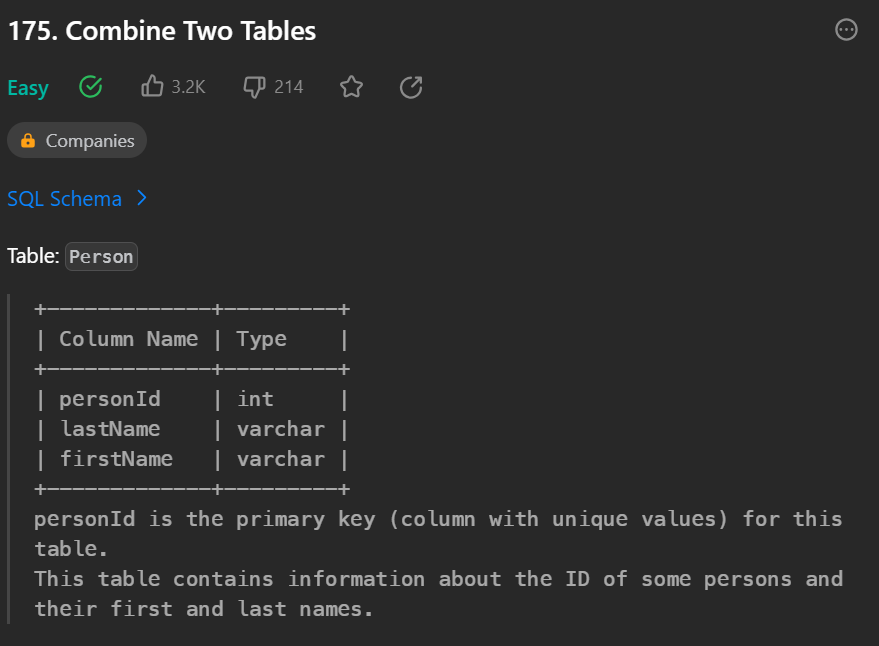 175. Combine Two Tables
Easy 3.2K 214
Companies
SQL Schema
Table: Person
+-------------+---------+
| Column Name | Type    |
+-------------+---------+
| personId    | int     |
| lastName    | varchar |
| firstName   | varchar |
+-------------+---------+
personId is the primary key (column with unique values) for this
table.
This table contains information about the ID of some persons and
their first and last names.